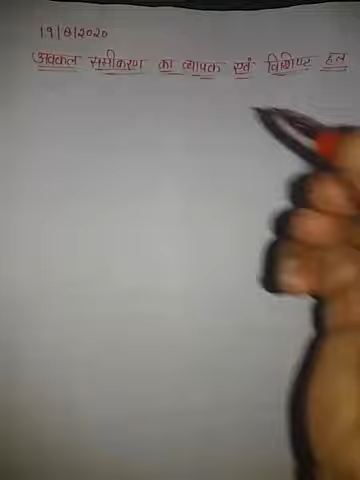 19/8/2020
अवकल समीकरण का व्यापक एवं विशिष्ट हल